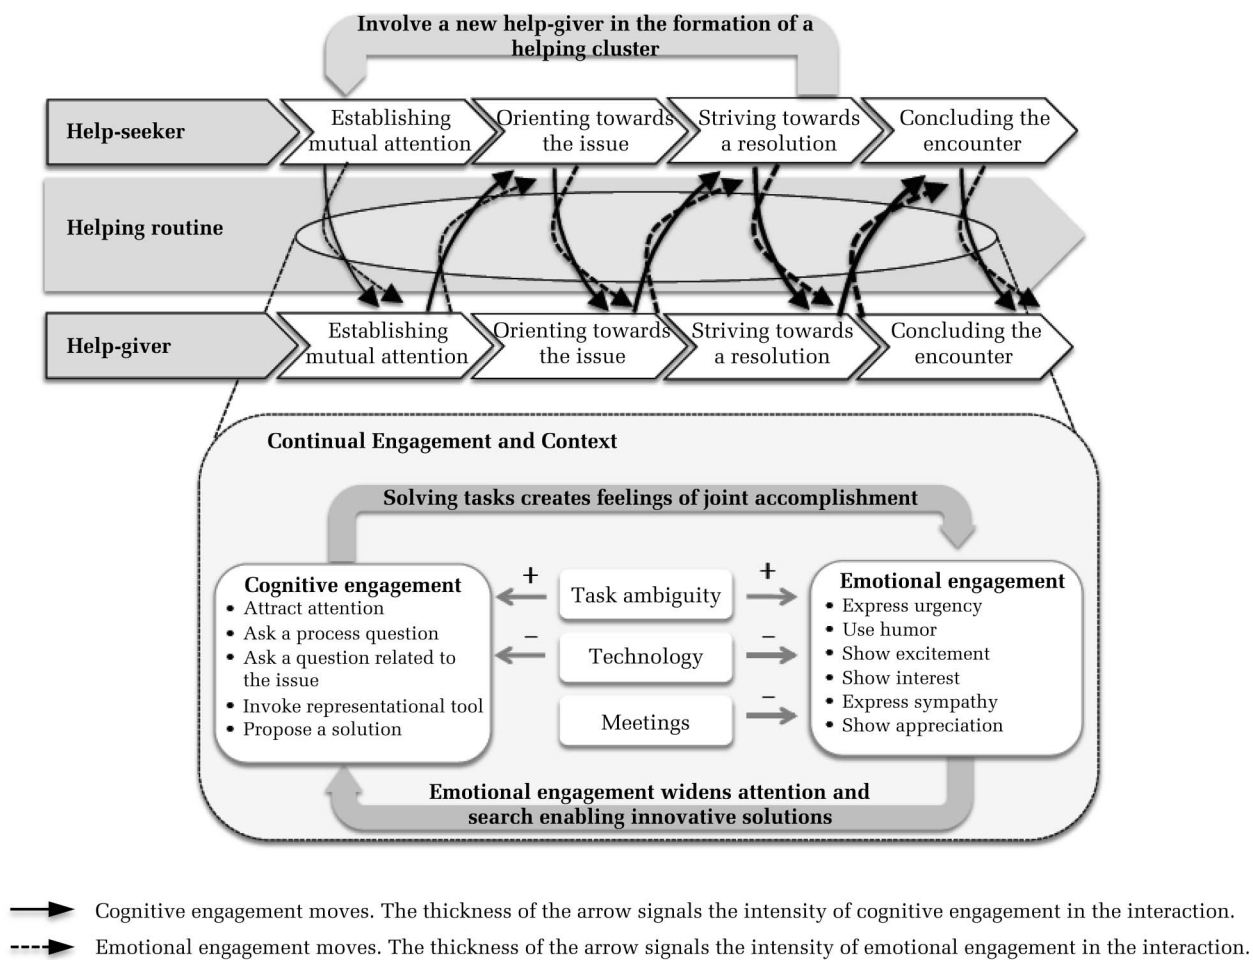 Involve a new help-giver in the formation of a
helping cluster
Help-seeker
Establishing
mutual attention
Orienting towards
the issue
Striving towards
a resolution
Concluding the
encounter
Helping routine
Help-giver
Establishing
mutual attention
Orienting towards
the issue
Striving towards
a resolution
Concluding the
encounter
Continual Engagement and Context
Solving tasks creates feelings of joint accomplishment
Cognitive engagement
• Attract attention
• Ask a process question
• Ask a question related to
the issue
• Invoke representational tool
• Propose a solution
+
Task ambiguity
+
−
Technology
−
Meetings
−
Emotional engagement
• Express urgency
• Use humor
• Show excitement
• Show interest
• Express sympathy
• Show appreciation
Emotional engagement widens attention and
search enabling innovative solutions
Cognitive engagement moves. The thickness of the arrow signals the intensity of cognitive engagement in the interaction.
Emotional engagement moves. The thickness of the arrow signals the intensity of emotional engagement in the interaction.